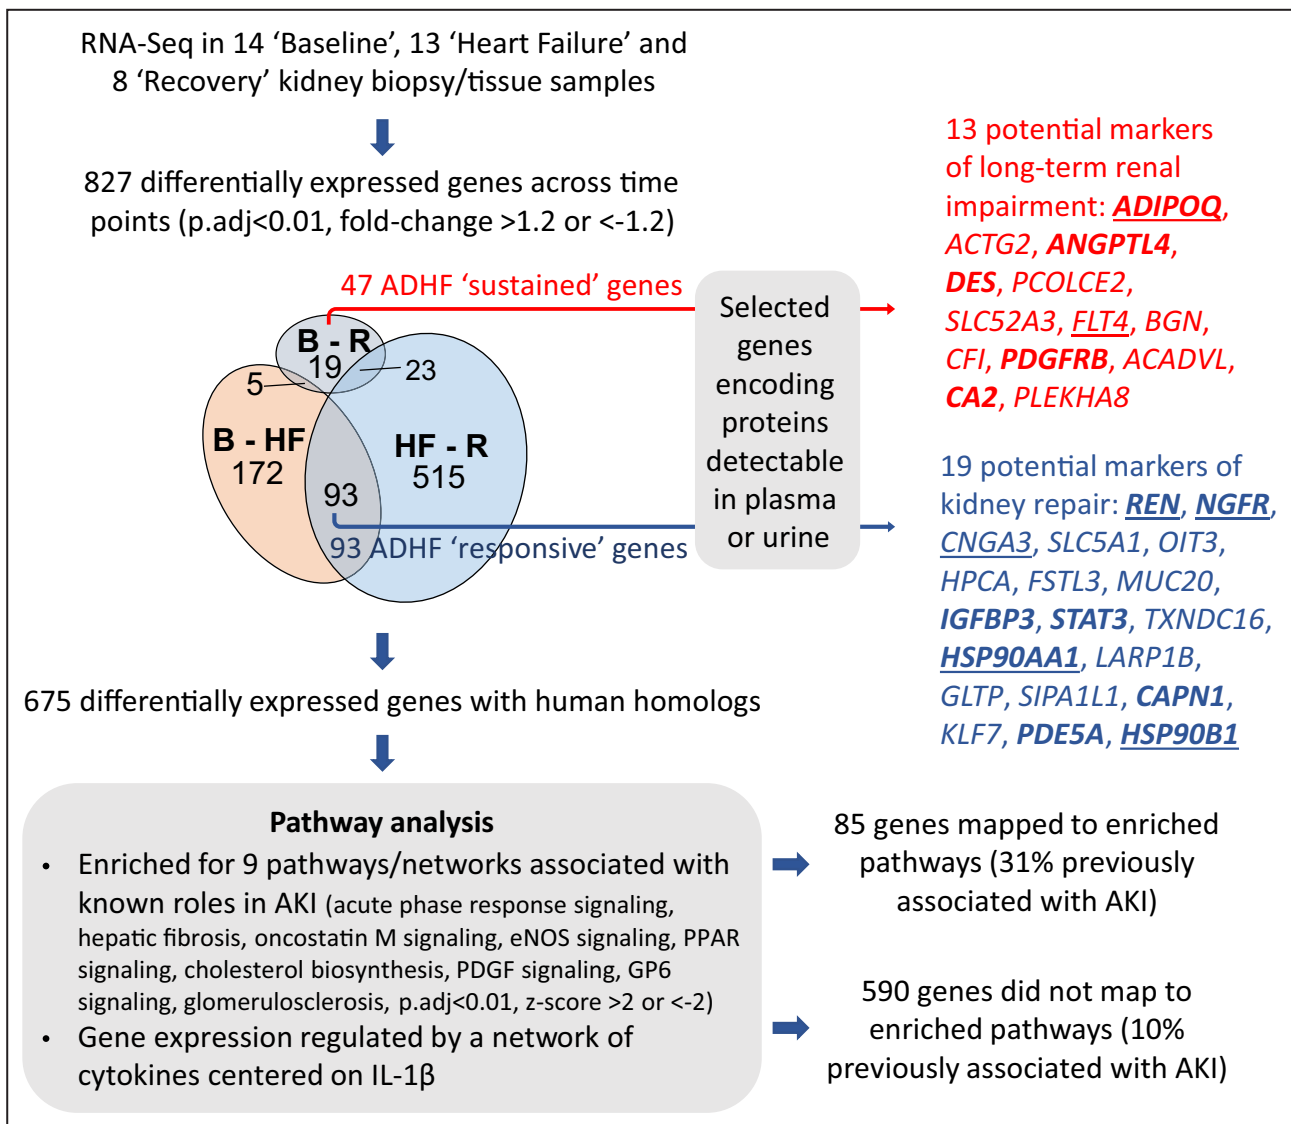 RNA-Seq in 14 ‘Baseline’, 13 ‘Heart Failure’ and
8 ‘Recovery’ kidney biopsy/tissue samples
827 differentially expressed genes across time
points (p.adj<0.01, fold-change >1.2 or <-1.2)
47 ADHF ‘sustained’ genes
B - R
19
23
5
B - HF
172
HF - R
515
93
93 ADHF ‘responsive’ genes
Selected
genes
encoding
proteins
detectable
in plasma
or urine
13 potential markers
of long-term renal
impairment: ADIPOQ,
ACTG2, ANGPTL4,
DES, PCOLCE2,
SLC52A3, FLT4, BGN,
CFI, PDGFRB, ACADVL,
CA2, PLEKHA8
19 potential markers of
kidney repair: REN, NGFR,
CNGA3, SLC5A1, OIT3,
HPCA, FSTL3, MUC20,
IGFBP3, STAT3, TXNDC16,
HSP90AA1, LARP1B,
GLTP, SIPA1L1, CAPN1,
KLF7, PDE5A, HSP90B1
675 differentially expressed genes with human homologs
Pathway analysis
• Enriched for 9 pathways/networks associated with
known roles in AKI (acute phase response signaling,
hepatic fibrosis, oncostatin M signaling, eNOS signaling, PPAR
signaling, cholesterol biosynthesis, PDGF signaling, GP6
signaling, glomerulosclerosis, p.adj<0.01, z-score >2 or <-2)
• Gene expression regulated by a network of
cytokines centered on IL-1β
85 genes mapped to enriched
pathways (31% previously
associated with AKI)
590 genes did not map to
enriched pathways (10%
previously associated with AKI)